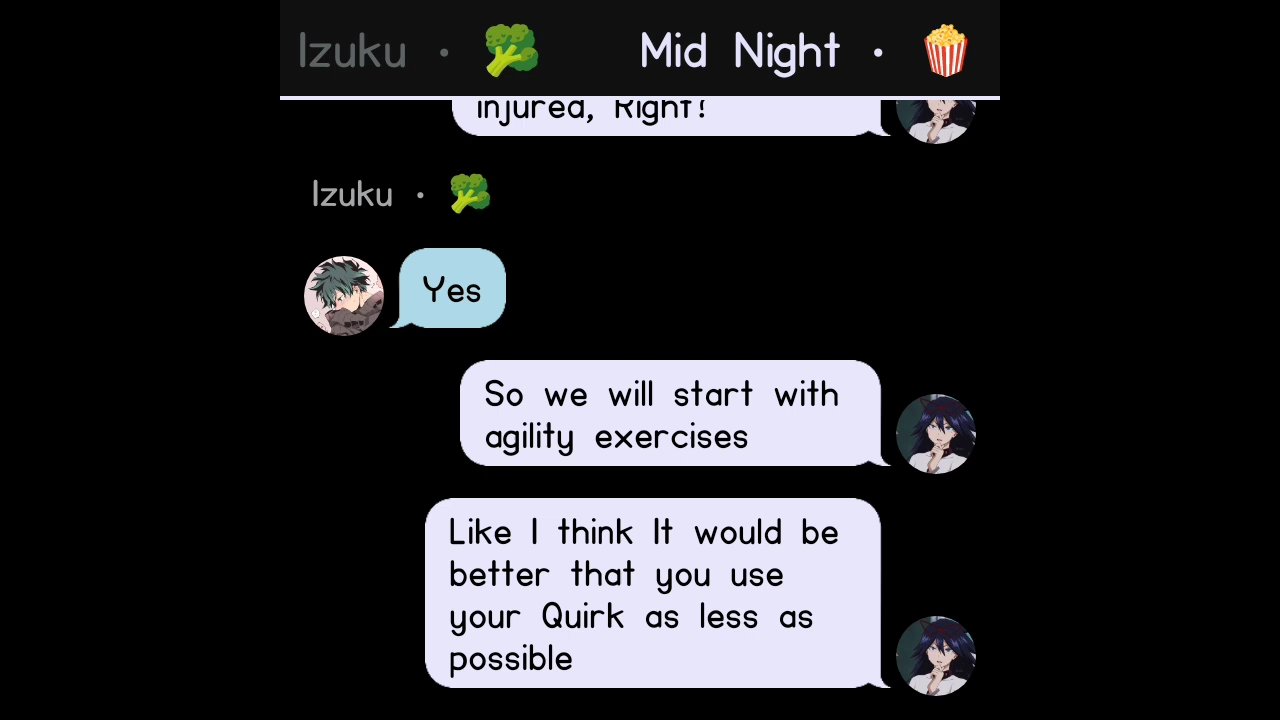 Izuku · 🥦 Mid Night · 🍿
injured, Right?
Izuku · 🥦
Yes
So we will start with
agility exercises
Like I think It would be
better that you use
your Quirk as less as
possible